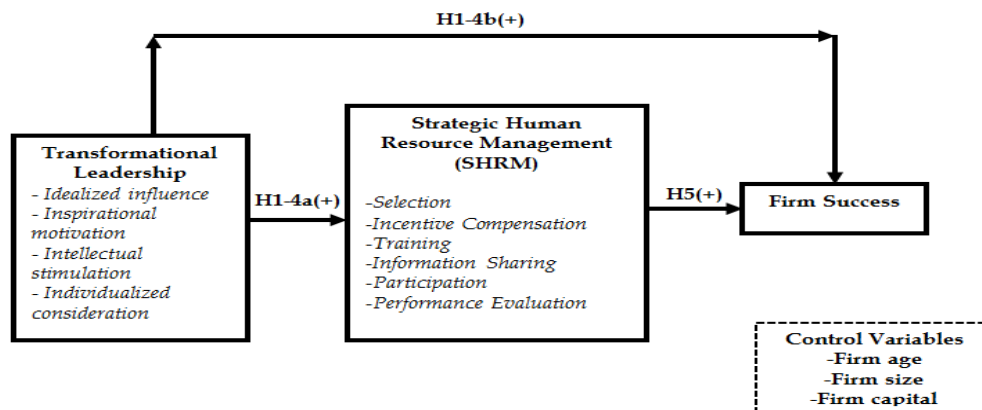 H1-4b(+)
Transformational
Leadership
- Idealized influence
- Inspirational
motivation
- Intellectual
stimulation
- Individualized
consideration
H1-4a(+)
Strategic Human
Resource Management
(SHRM)
-Selection
-Incentive Compensation
-Training
-Information Sharing
-Participation
-Performance Evaluation
H5(+)
Firm Success
Control Variables
-Firm age
-Firm size
-Firm capital